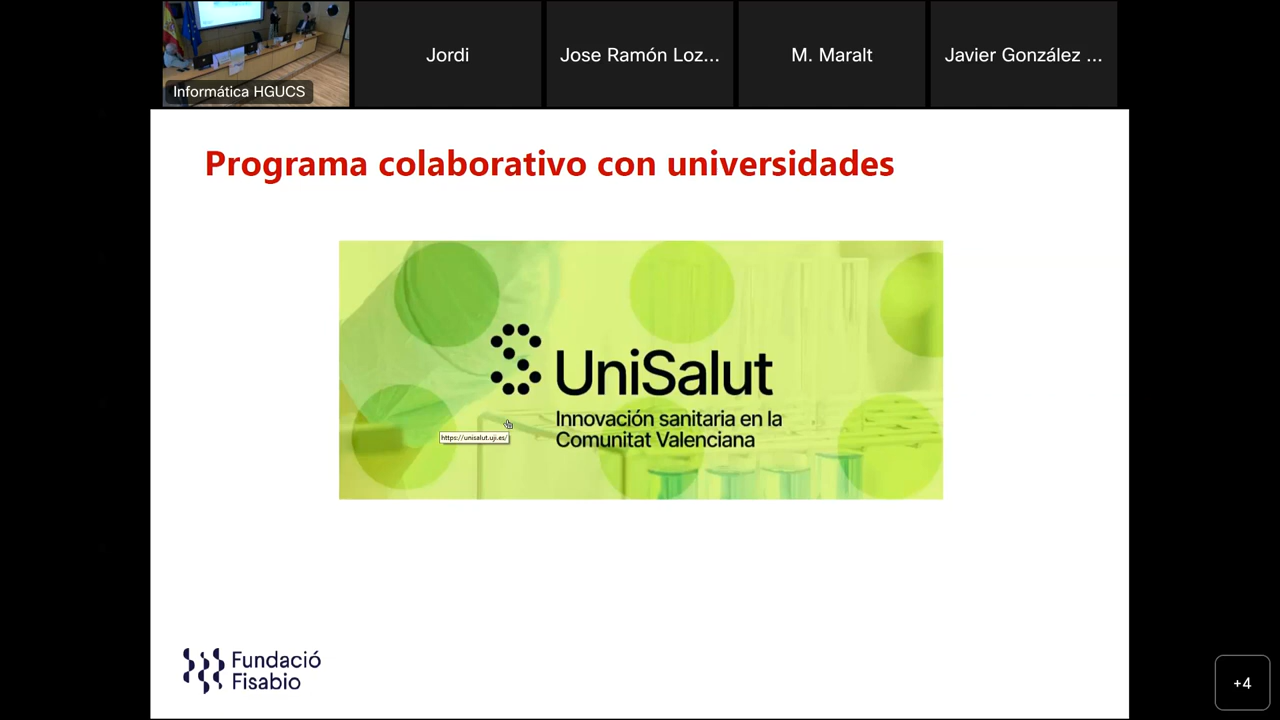 Informática HGUCS
Jordi
Jose Ramón Loz...
M. Maralt
Javier González ...
Programa colaborativo con universidades
UniSalut
Innovación sanitaria en la
Comunitat Valenciana
https://unisalut.uji.es/
Fundació
Fisabio
+4